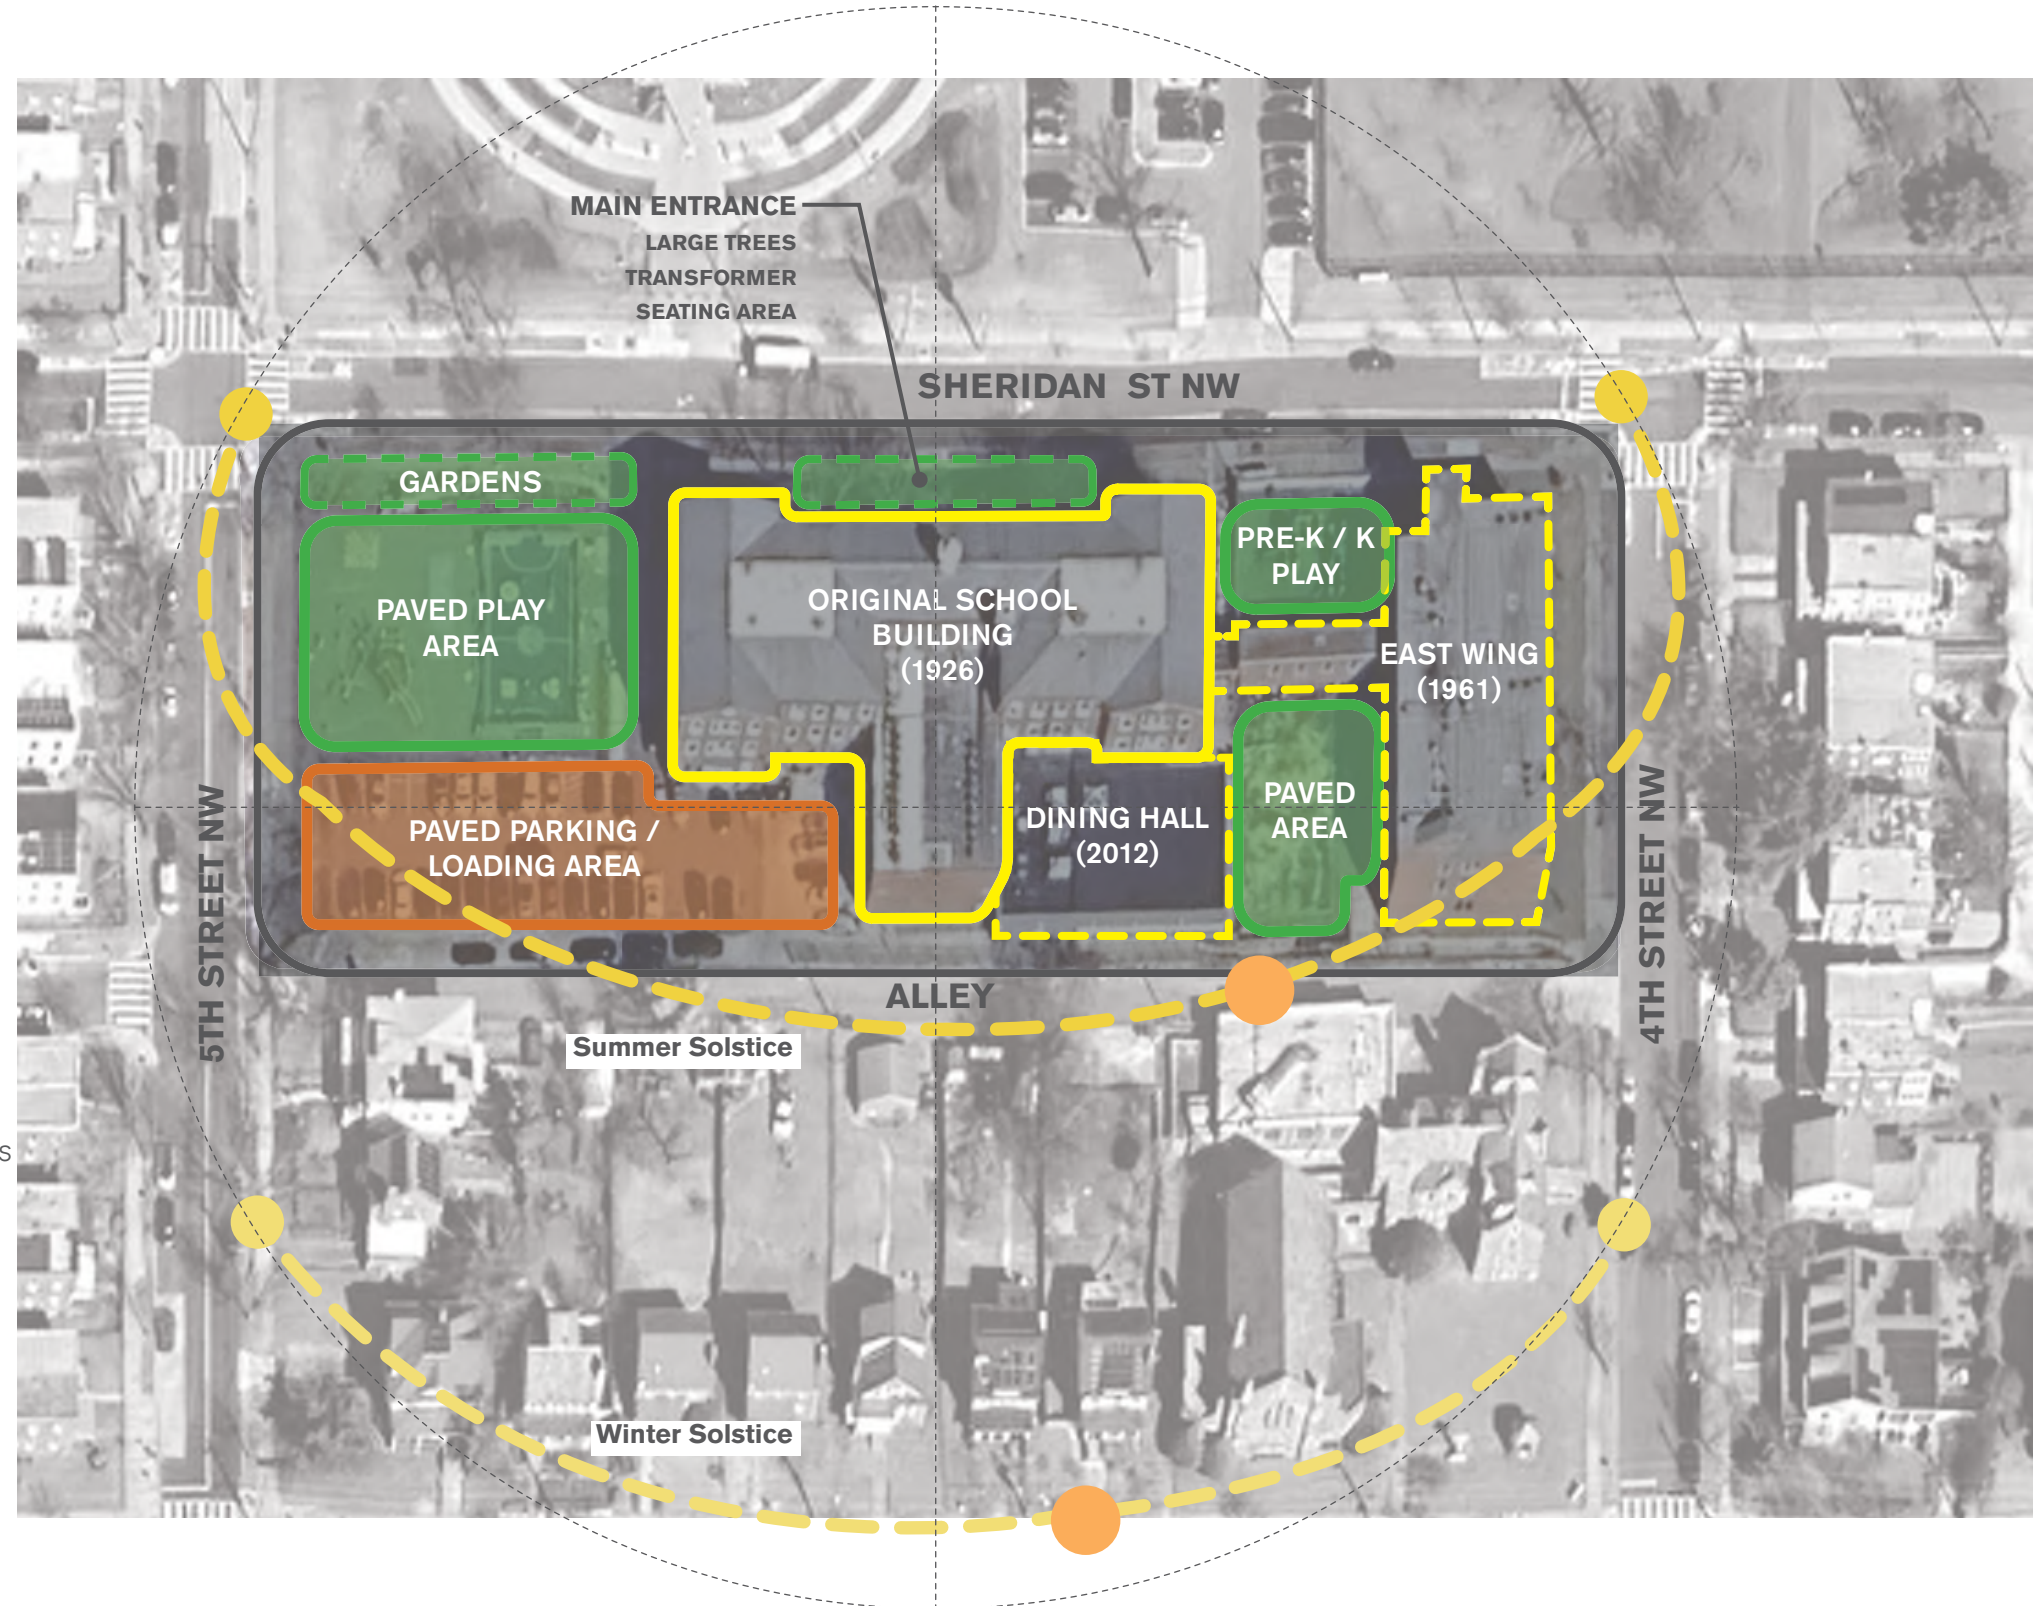 MAIN ENTRANCE
LARGE TREES
TRANSFORMER
SEATING AREA
SHERIDAN ST NW
GARDENS
PAVED PLAY
AREA
ORIGINAL SCHOOL
BUILDING
(1926)
PRE-K / K
PLAY
EAST WING
(1961)
PAVED PARKING /
LOADING AREA
DINING HALL
(2012)
PAVED
AREA
5TH STREET NW
4TH STREET NW
ALLEY
Summer Solstice
S
Winter Solstice